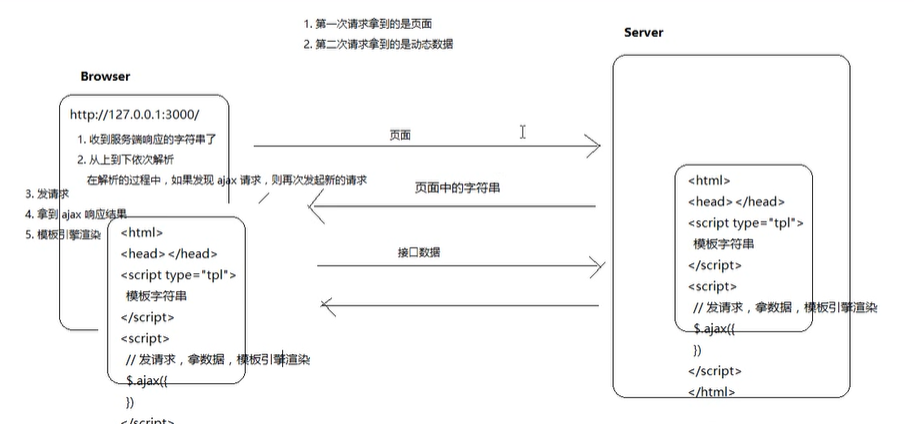 1. 第一次请求拿到的是页面
2. 第二次请求拿到的是动态数据
Server
Browser
http://127.0.0.1:3000/
1. 收到服务端响应的字符串了
2. 从上到下依次解析
在解析的过程中，如果发现 ajax 请求，则再次发起新的请求
3. 发请求
4. 拿到 ajax 响应结果
5. 模板引擎渲染
<html>
<head></head>
<script type="tpl">
模板字符串
</script>
<script>
// 发请求，拿数据，模板引擎渲染
$.ajax({
})
</script>
页面
页面中的字符串
接口数据
<html>
<head></head>
<script type="tpl">
模板字符串
</script>
<script>
// 发请求，拿数据，模板引擎渲染
$.ajax({
})
</script>
</html>